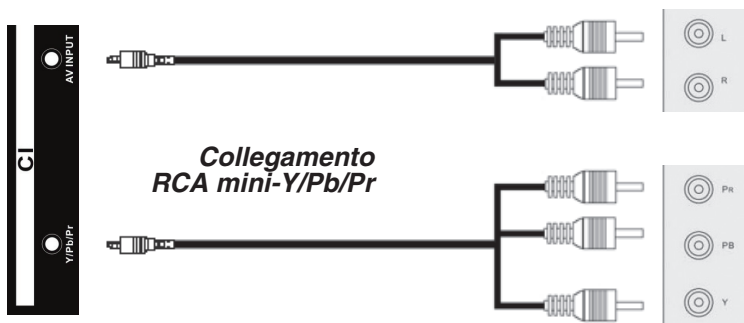 AV INPUT
L
R
CI
Collegamento
RCA mini-Y/Pb/Pr
Y/Pb/Pr
PR
PB
Y